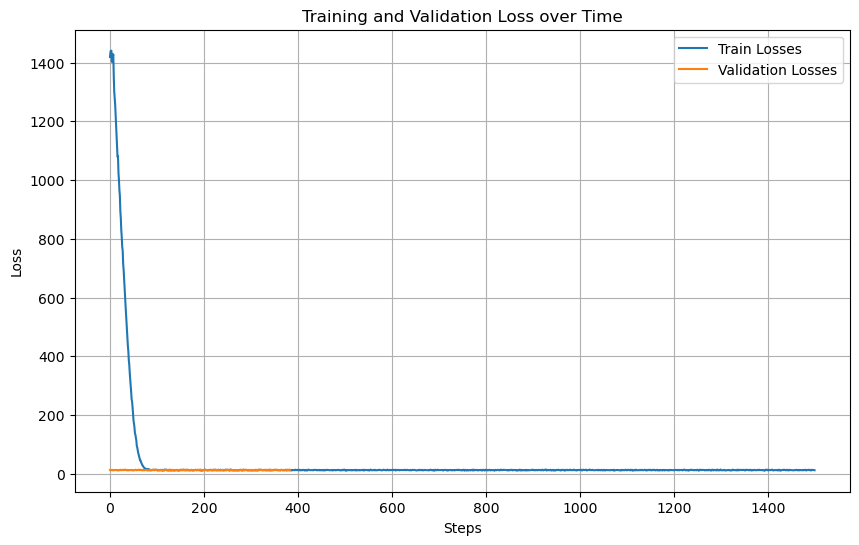 Training and Validation Loss over Time
Train Losses
Validation Losses
Loss
1400
1200
1000
800
600
400
200
0
0 200 400 600 800 1000 1200 1400
Steps